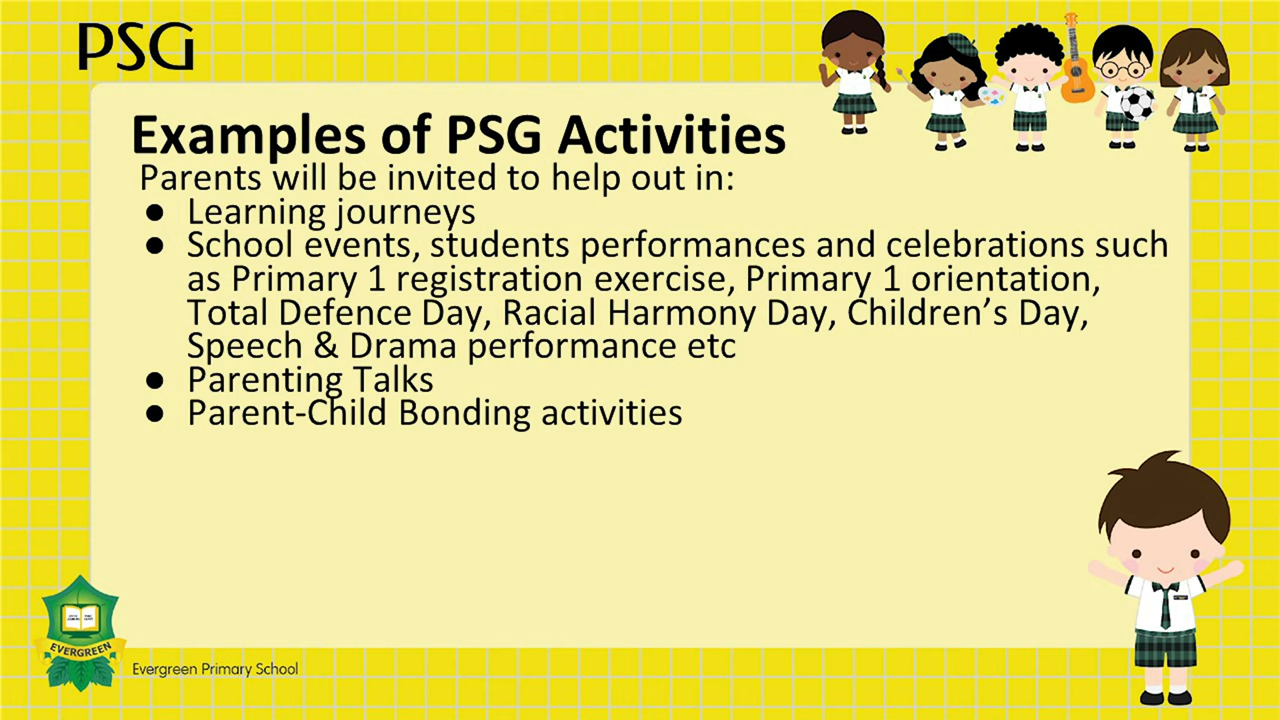 PSG
Examples of PSG Activities
Parents will be invited to help out in:
● Learning journeys
● School events, students performances and celebrations such
as Primary 1 registration exercise, Primary 1 orientation,
Total Defence Day, Racial Harmony Day, Children’s Day,
Speech & Drama performance etc
● Parenting Talks
● Parent-Child Bonding activities
EVERGREEN
Evergreen Primary School